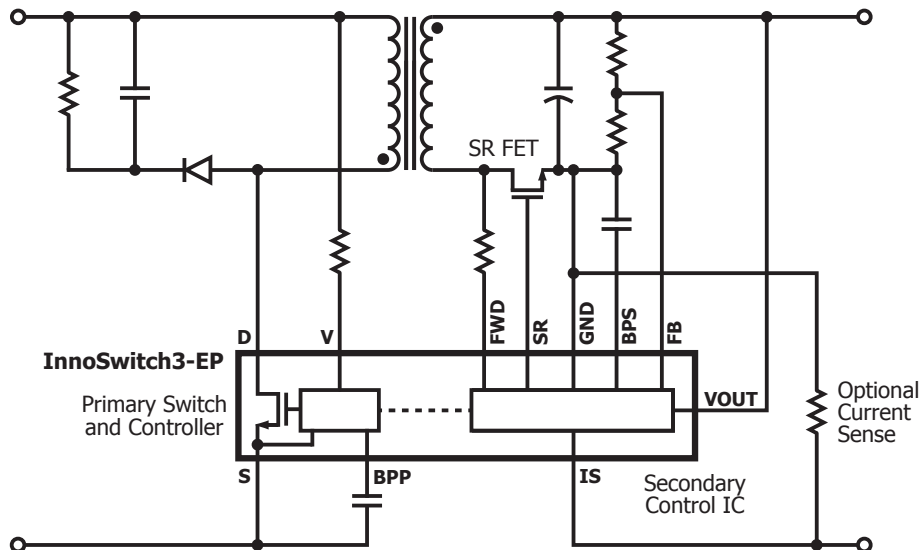 SR FET
D
V
FWD
SR
GND
BPS
FB
InnoSwitch3-EP
Primary Switch
and Controller
VOUT
Optional
Current
Sense
S
BPP
IS
Secondary
Control IC